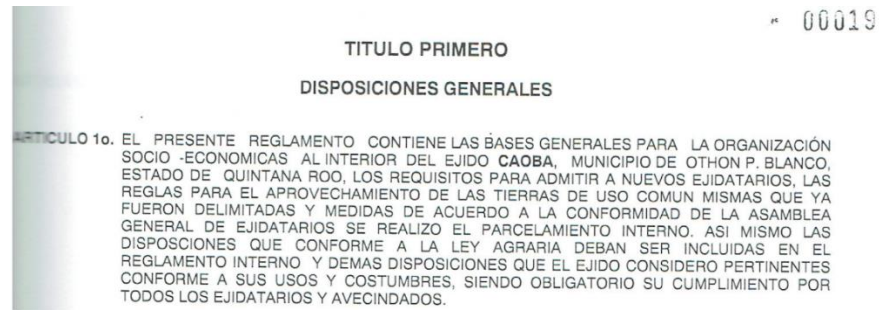 00019
TITULO PRIMERO
DISPOSICIONES GENERALES
ARTICULO 1o. EL PRESENTE REGLAMENTO CONTIENE LAS BASES GENERALES PARA LA ORGANIZACIÓN
SOCIO -ECONOMICAS AL INTERIOR DEL EJIDO CAOBA, MUNICIPIO DE OTHON P. BLANCO,
ESTADO DE QUINTANA ROO, LOS REQUISITOS PARA ADMITIR A NUEVOS EJIDATARIOS, LAS
REGLAS PARA EL APROVECHAMIENTO DE LAS TIERRAS DE USO COMUN MISMAS QUE YA
FUERON DELIMITADAS Y MEDIDAS DE ACUERDO A LA CONFORMIDAD DE LA ASAMBLEA
GENERAL DE EJIDATARIOS SE REALIZO EL PARCELAMIENTO INTERNO. ASI MISMO LAS
DISPOSCIONES QUE CONFORME A LA LEY AGRARIA DEBAN SER INCLUIDAS EN EL
REGLAMENTO INTERNO Y DEMAS DISPOSICIONES QUE EL EJIDO CONSIDERO PERTINENTES
CONFORME A SUS USOS Y COSTUMBRES, SIENDO OBLIGATORIO SU CUMPLIMIENTO POR
TODOS LOS EJIDATARIOS Y AVECINDADOS.